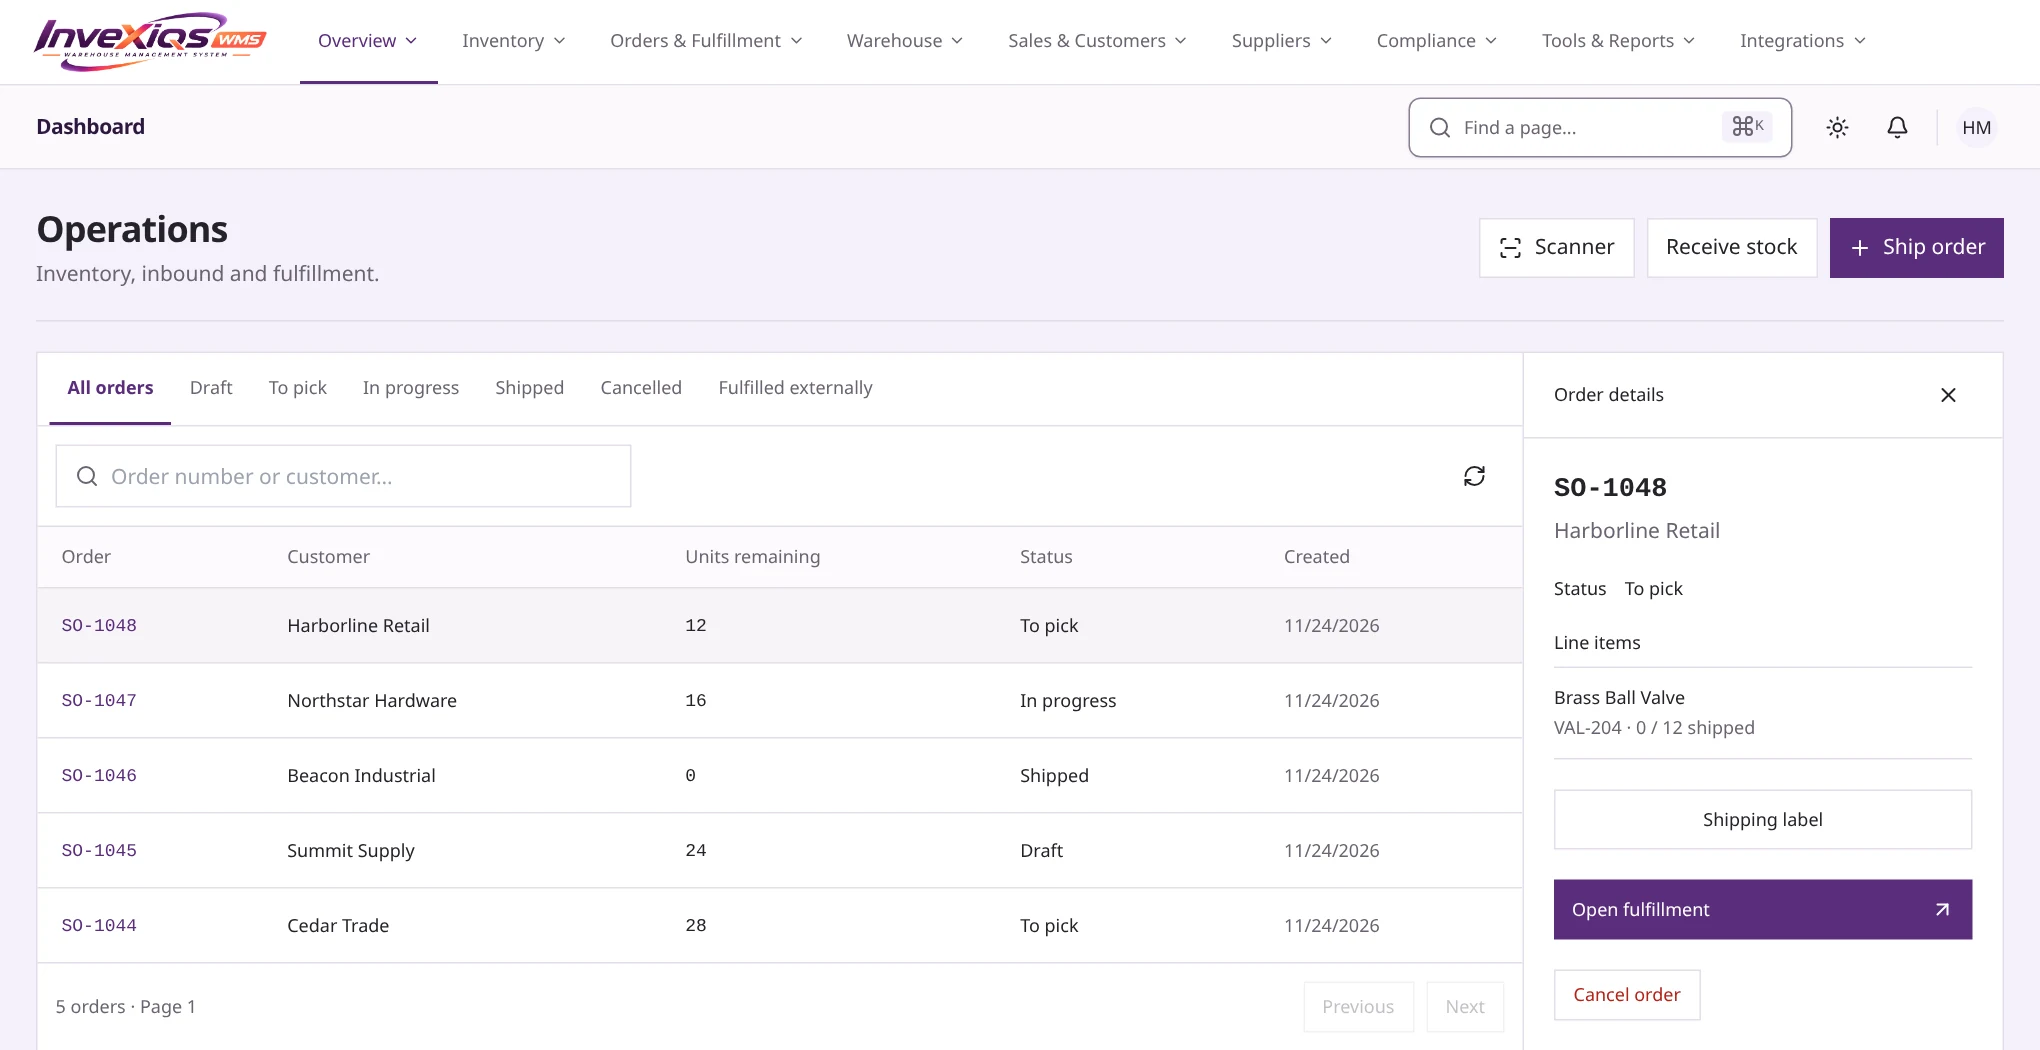 Invexiqs WMS
WAREHOUSE MANAGEMENT SYSTEM
Overview
Inventory
Orders & Fulfillment
Warehouse
Sales & Customers
Suppliers
Compliance
Tools & Reports
Integrations
Dashboard
Find a page...
⌘K
HM
Operations
Inventory, inbound and fulfillment.
Scanner
Receive stock
+ Ship order
All orders
Draft
To pick
In progress
Shipped
Cancelled
Fulfilled externally
Order number or customer...
Order Customer Units remaining Status Created
SO-1048 Harborline Retail 12 To pick 11/24/2026
SO-1047 Northstar Hardware 16 In progress 11/24/2026
SO-1046 Beacon Industrial 0 Shipped 11/24/2026
SO-1045 Summit Supply 24 Draft 11/24/2026
SO-1044 Cedar Trade 28 To pick 11/24/2026
5 orders · Page 1
Previous
Next
Order details
SO-1048
Harborline Retail
Status To pick
Line items
Brass Ball Valve
VAL-204 · 0 / 12 shipped
Shipping label
Open fulfillment
Cancel order